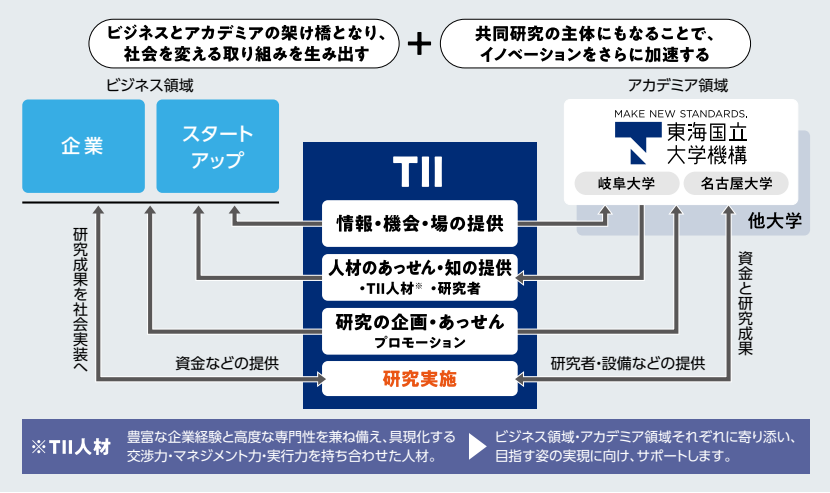 ビジネスとアカデミアの架け橋となり、
社会を変える取り組みを生み出す
＋
共同研究の主体にもなることで、
イノベーションをさらに加速する
ビジネス領域
アカデミア領域
企業
スタート
アップ
MAKE NEW STANDARDS.
東海国立
大学機構
岐阜大学
名古屋大学
他大学
TII
情報・機会・場の提供
人材のあっせん・知の提供
・TII人材※ ・研究者
研究の企画・あっせん
プロモーション
研究実施
研究成果を社会実装へ
資金などの提供
研究者・設備などの提供
資金と研究成果
※TII人材
豊富な企業経験と高度な専門性を兼ね備え、具現化する
交渉力・マネジメント力・実行力を持ち合わせた人材。
ビジネス領域・アカデミア領域それぞれに寄り添い、
目指す姿の実現に向け、サポートします。